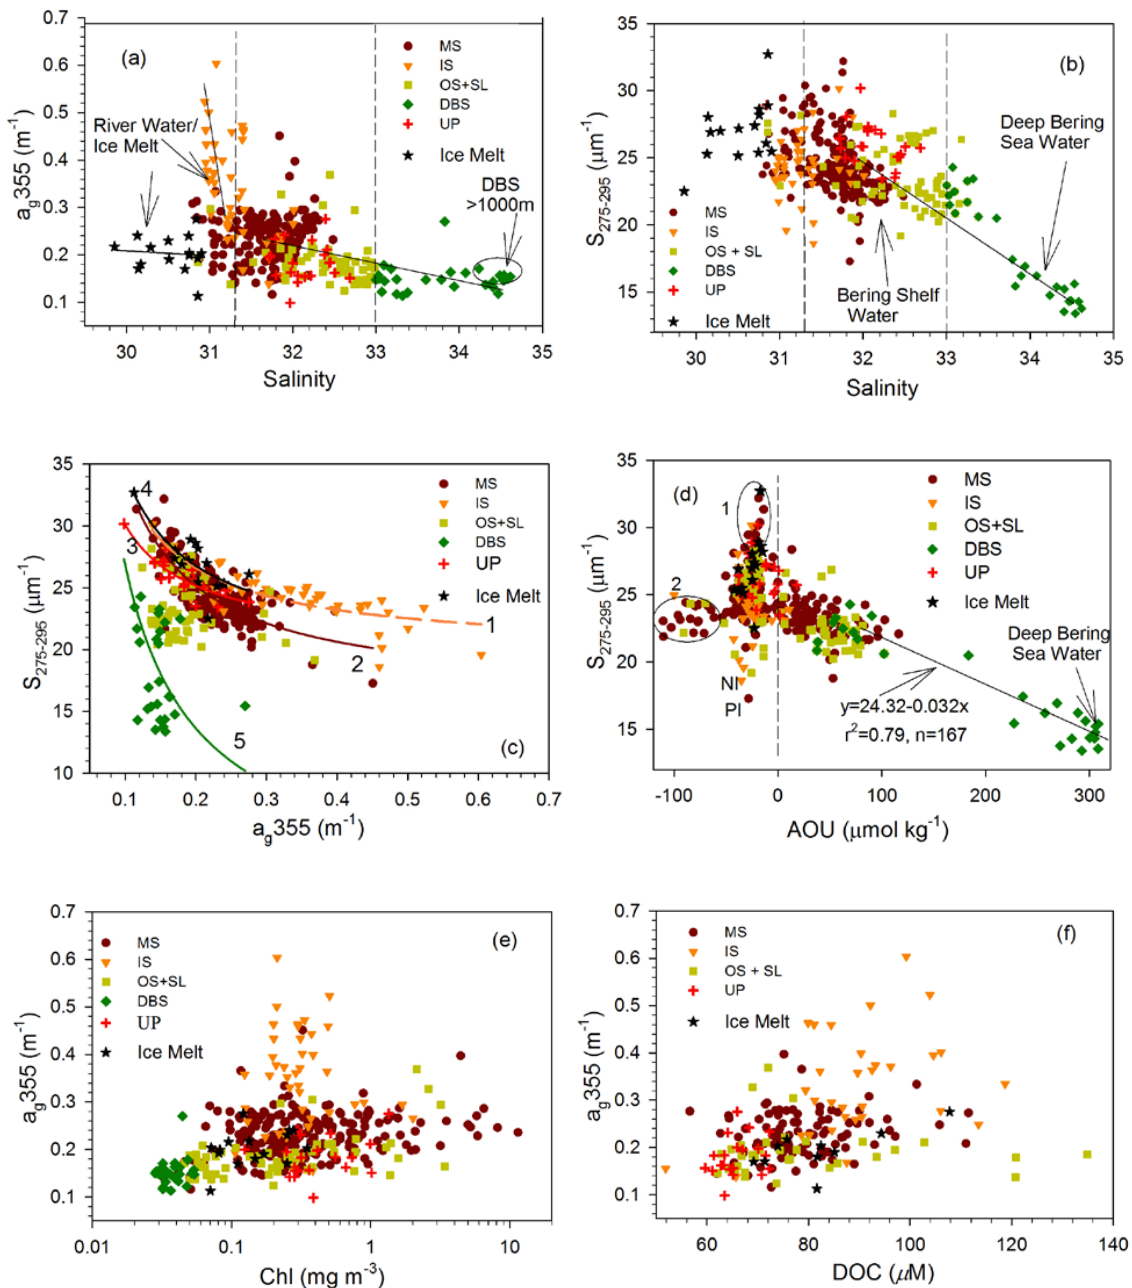 0.7
0.6
0.5
0.4
0.3
0.2
0.1
a_g355 (m^-1)
(a)
MS
IS
OS+SL
DBS
UP
Ice Melt
River Water/
Ice Melt
DBS
>1000m
30 31 32 33 34 35
Salinity
35
30
25
20
15
S_275-295 (μm^-1)
(b)
Deep Bering
Sea Water
MS
IS
OS + SL
DBS
UP
Ice Melt
Bering Shelf
Water
30 31 32 33 34 35
Salinity
35
30
25
20
15
10
S_275-295 (μm^-1)
4
3
1
2
5
MS
IS
OS+SL
DBS
UP
Ice Melt
(c)
0.1 0.2 0.3 0.4 0.5 0.6 0.7
a_g355 (m^-1)
35
30
25
20
15
S_275-295 (μm^-1)
(d)
1
2
MS
IS
OS+SL
DBS
UP
Ice Melt
Deep Bering
Sea Water
NI
PI
y=24.32-0.032x
r^2=0.79, n=167
-100 0 100 200 300
AOU (μmol kg^-1)
0.7
0.6
0.5
0.4
0.3
0.2
0.1
a_g355 (m^-1)
(e)
MS
IS
OS+SL
DBS
UP
Ice Melt
0.01 0.1 1 10
Chl (mg m^-3)
0.7
0.6
0.5
0.4
0.3
0.2
0.1
a_g355 (m^-1)
(f)
MS
IS
OS + SL
UP
Ice Melt
60 80 100 120 140
DOC (μM)